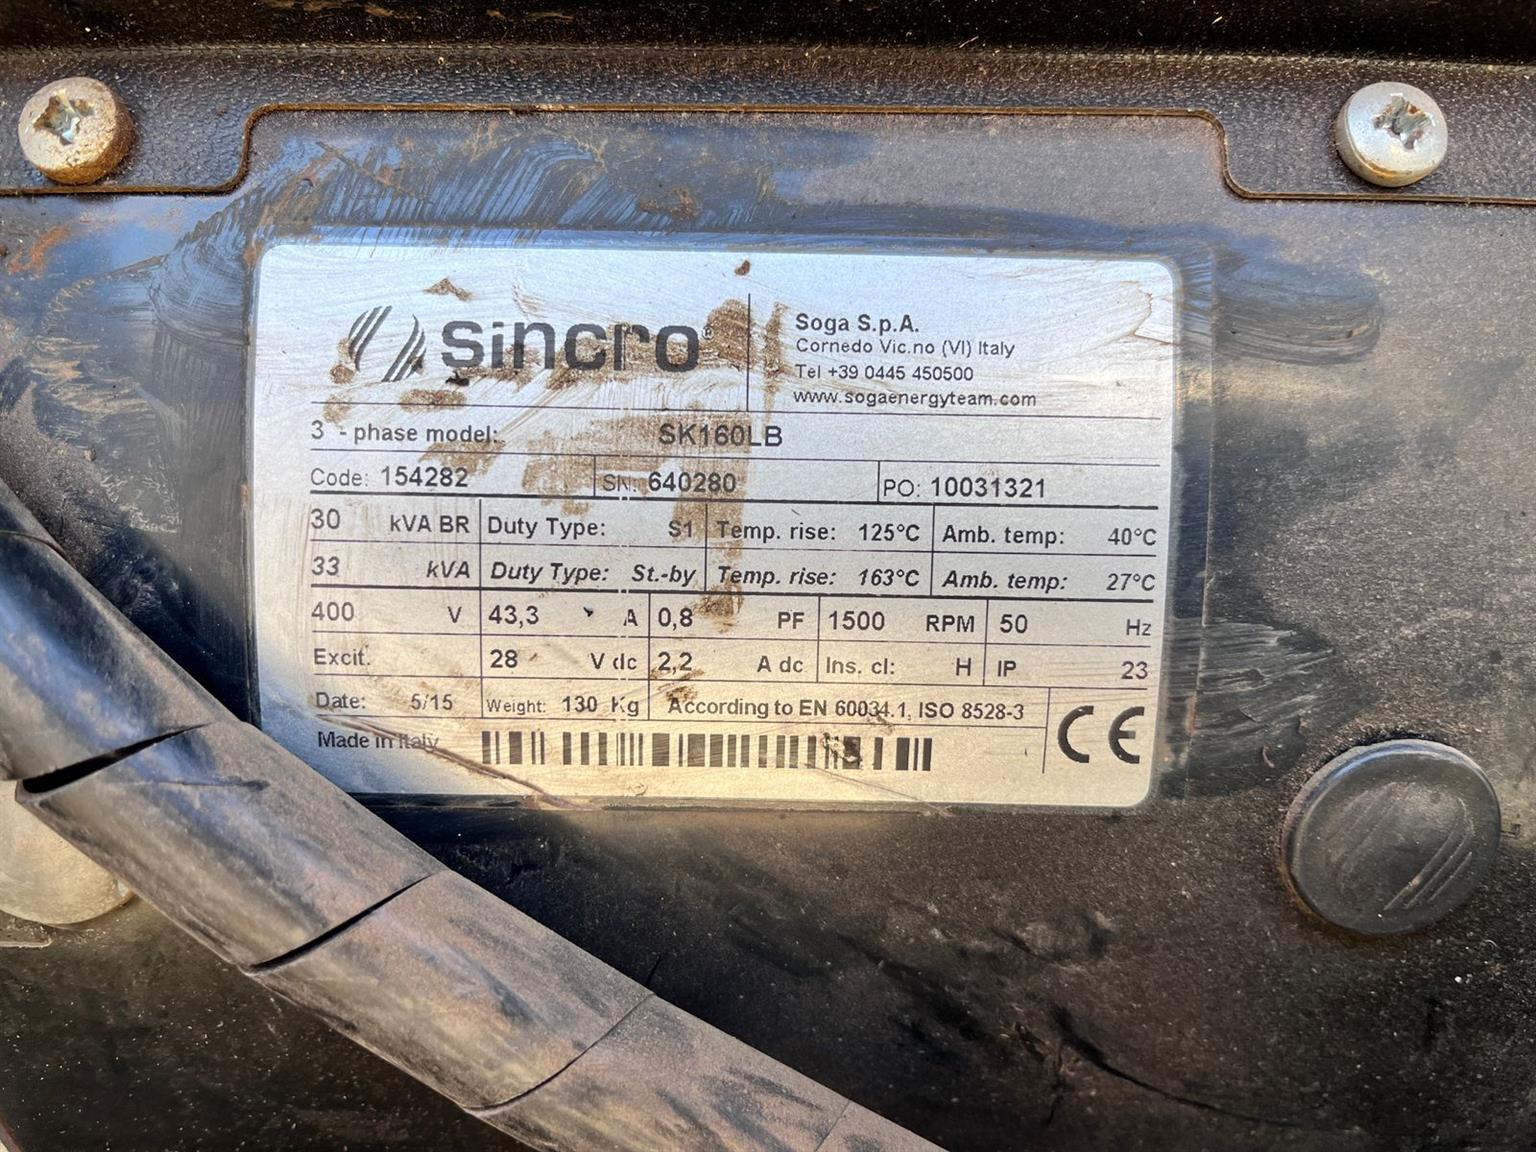 sincro®
Soga S.p.A.
Cornedo Vic.no (VI) Italy
Tel +39 0445 450500
www.sogaenergyteam.com
3 - phase model: SK160LB
Code: 154282 SN: 640280 PO: 10031321
30 kVA BR Duty Type: S1 Temp. rise: 125°C Amb. temp: 40°C
33 kVA Duty Type: St.-by Temp. rise: 163°C Amb. temp: 27°C
400 V 43,3 A 0,8 PF 1500 RPM 50 Hz
Excit. 28 V dc 2,2 A dc Ins. cl: H IP 23
Date: 5/15 Weight: 130 Kg According to EN 60034.1, ISO 8528-3
Made in Italy CE